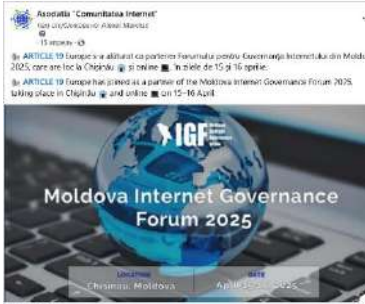 Asociatia "Comunitatea Internet"
ARTICLE 19 Europe s-a alăturat ca partener Forumului pentru Guvernanța Internetului din Moldova
2025, care are loc la Chișinău și online în zilele de 15 și 16 aprilie.
ARTICLE 19 Europe has joined as a partner of the Moldova Internet Governance Forum 2025,
taking place in Chișinău and online on 15–16 April
IGF
Moldova Internet Governance
Forum 2025
LOCATION
DATE
Chisinau, Moldova
2025